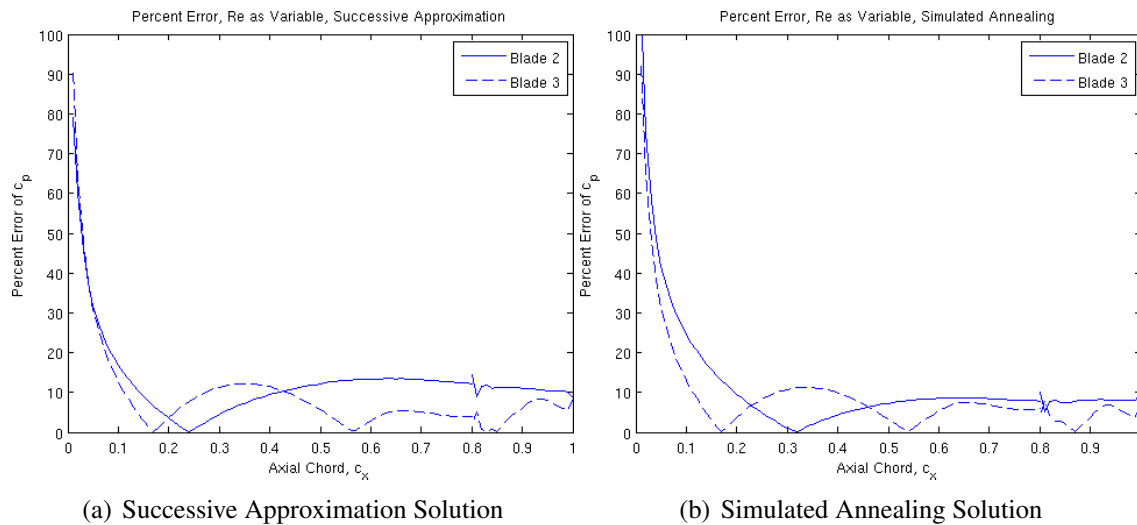 Percent Error, Re as Variable, Successive Approximation
100
90
80
70
60
50
40
30
20
10
0
Percent Error of c_p
Blade 2
Blade 3
0 0.1 0.2 0.3 0.4 0.5 0.6 0.7 0.8 0.9 1
Axial Chord, c_x
(a) Successive Approximation Solution
Percent Error, Re as Variable, Simulated Annealing
100
90
80
70
60
50
40
30
20
10
0
Percent Error of c_p
Blade 2
Blade 3
0 0.1 0.2 0.3 0.4 0.5 0.6 0.7 0.8 0.9
Axial Chord, c_x
(b) Simulated Annealing Solution